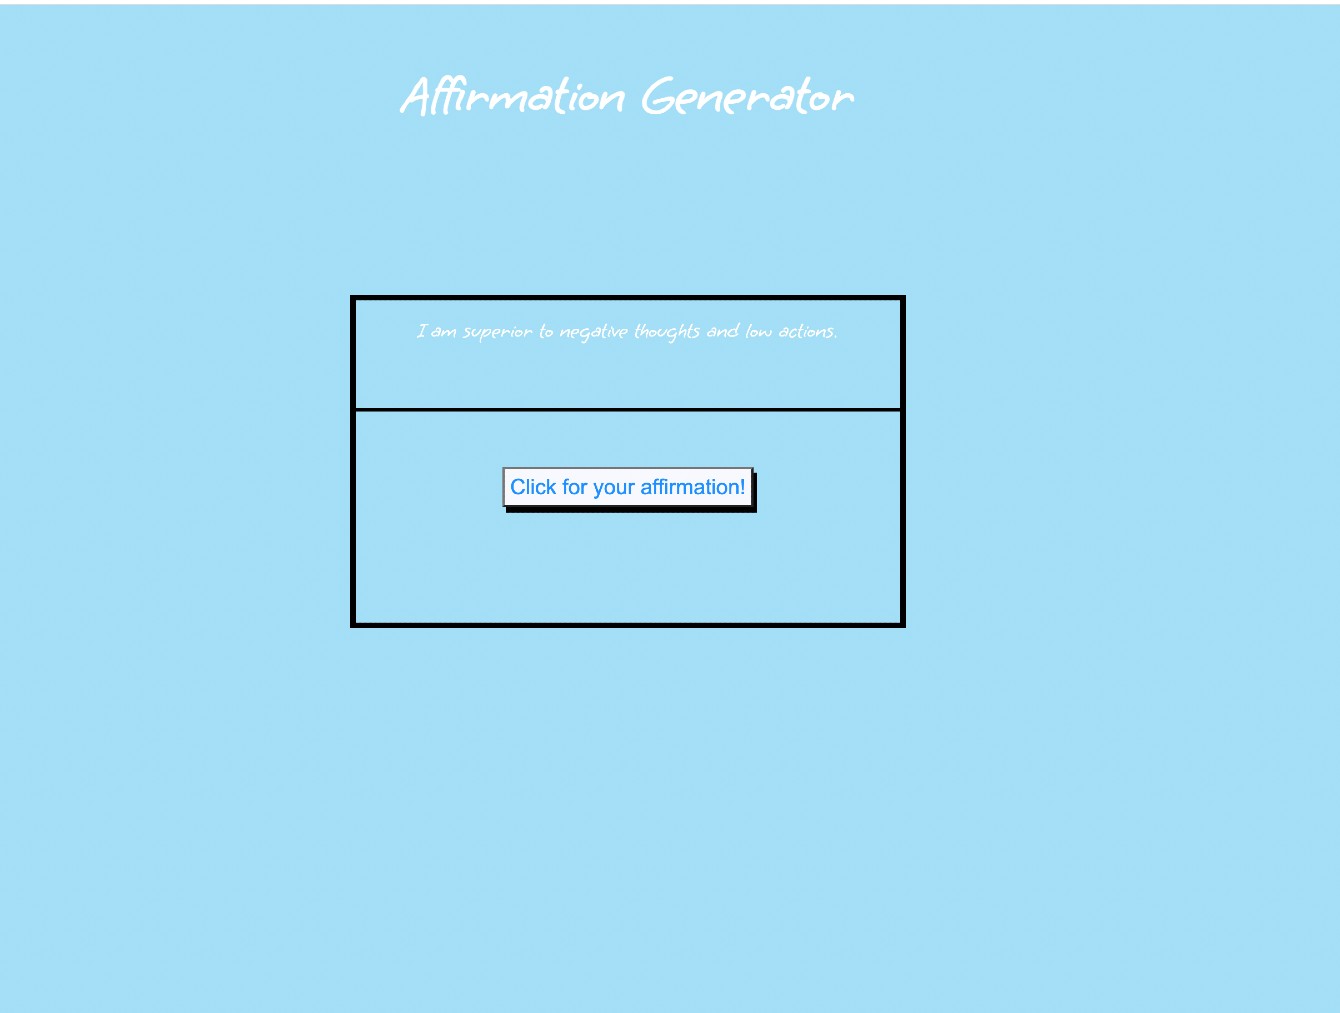 Affirmation Generator
I am superior to negative thoughts and low actions.
Click for your affirmation!